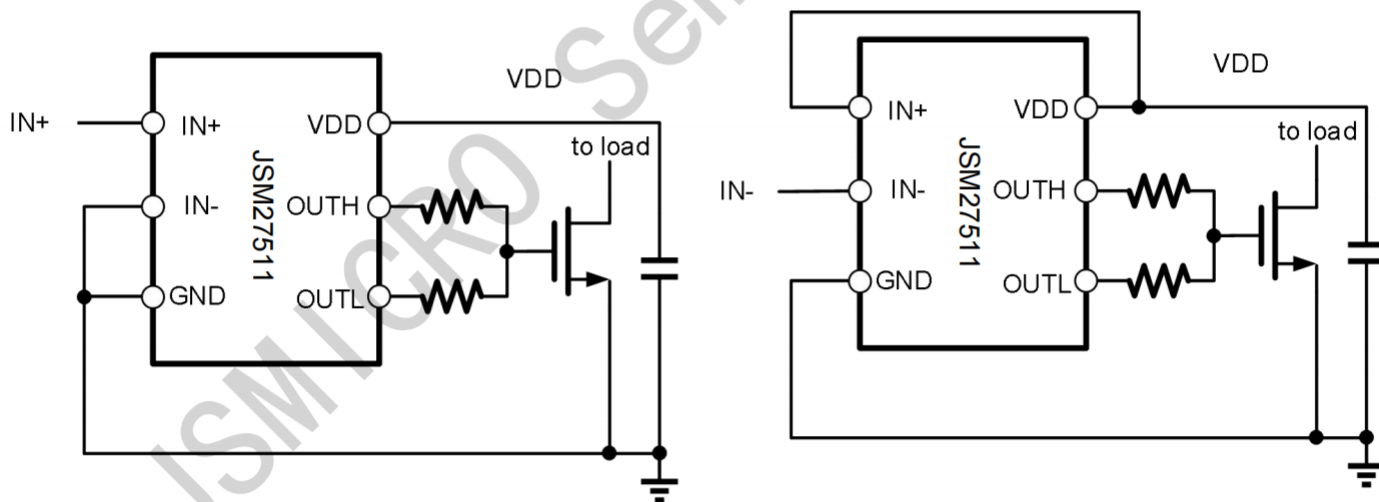 VDD
IN+
IN+
VDD
to load
IN-
OUTH
JSM27511
GND
OUTL
VDD
IN+
VDD
to load
IN-
IN-
OUTH
JSM27511
GND
OUTL
JSMICRO Sem